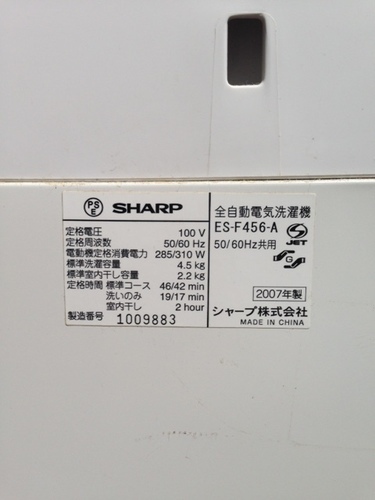 PSE SHARP
定格電圧 100 V
定格周波数 50/60 Hz
電動機定格消費電力 285/310 W
標準洗濯容量 4.5 kg
標準室内干し容量 2.2 kg
定格時間 標準コース 46/42 min
洗いのみ 19/17 min
室内干し 2 hour
製造番号 1009883
全自動電気洗濯機
ES-F456-A
50/60Hz共用
JET
S
2007年製
シャープ株式会社
MADE IN CHINA